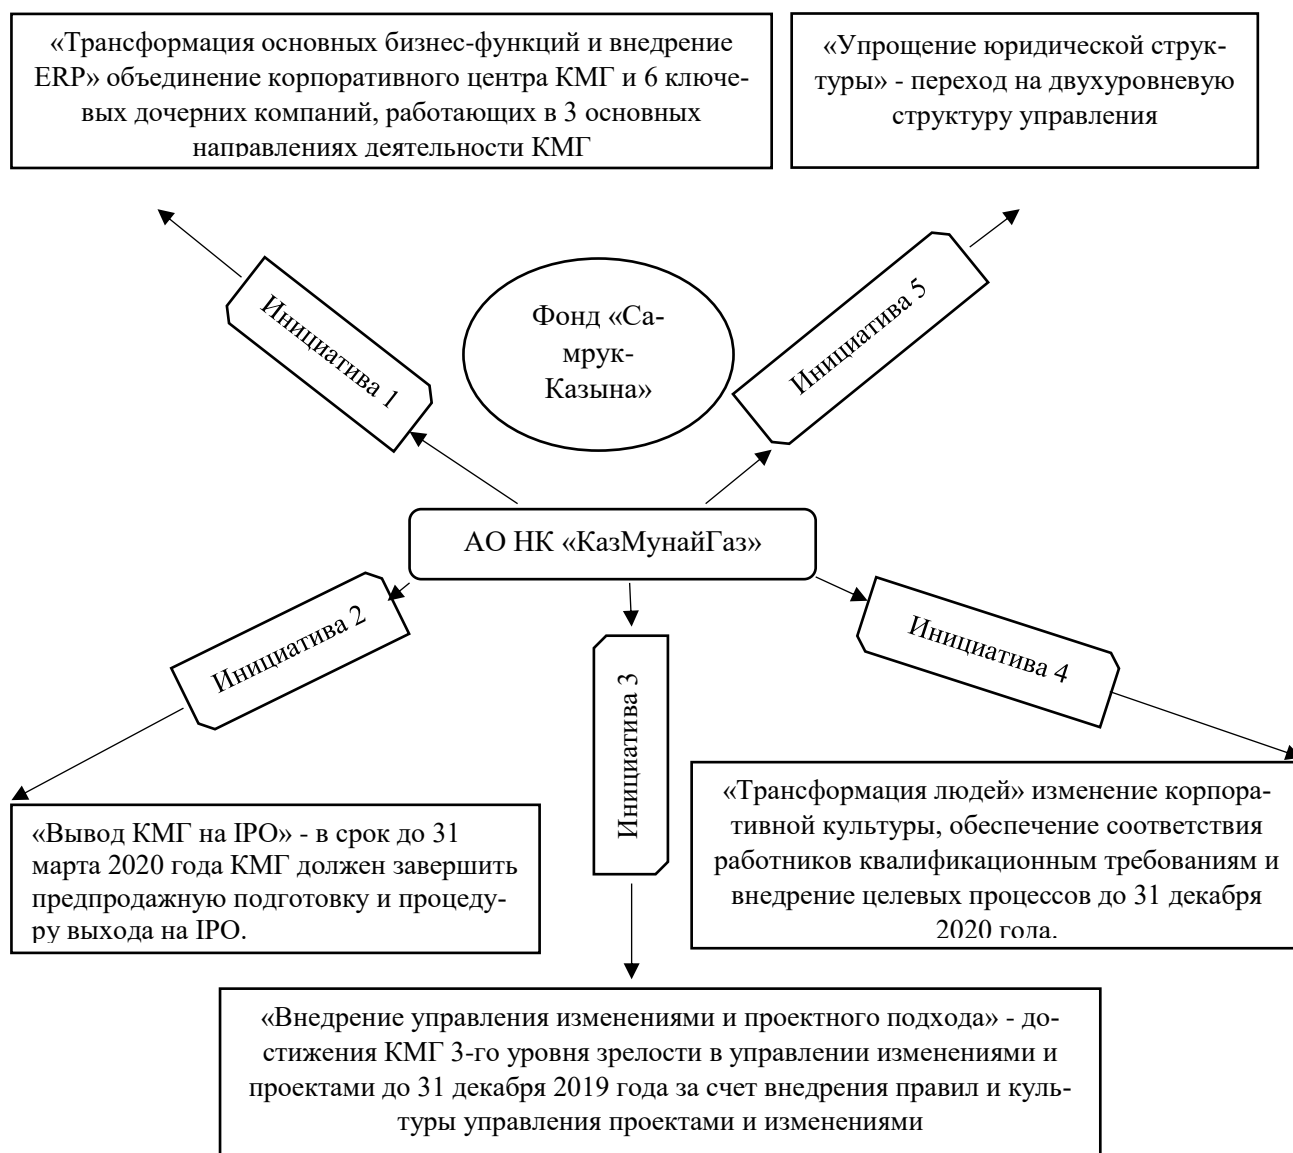 «Трансформация основных бизнес-функций и внедрение
ERP» объединение корпоративного центра КМГ и 6 ключе-
вых дочерних компаний, работающих в 3 основных
направлениях деятельности КМГ
«Упрощение юридической струк-
туры» - переход на двухуровневую
структуру управления
Инициатива 1
Фонд «Са-
мрук-
Казына»
Инициатива 5
АО НК «КазМунайГаз»
Инициатива 2
Инициатива 3
Инициатива 4
«Вывод КМГ на IPO» - в срок до 31
марта 2020 года КМГ должен завершить
предпродажную подготовку и процеду-
ру выхода на IPO.
«Трансформация людей» изменение корпора-
тивной культуры, обеспечение соответствия
работников квалификационным требованиям и
внедрение целевых процессов до 31 декабря
2020 года.
«Внедрение управления изменениями и проектного подхода» - до-
стижения КМГ 3-го уровня зрелости в управлении изменениями и
проектами до 31 декабря 2019 года за счет внедрения правил и куль-
туры управления проектами и изменениями